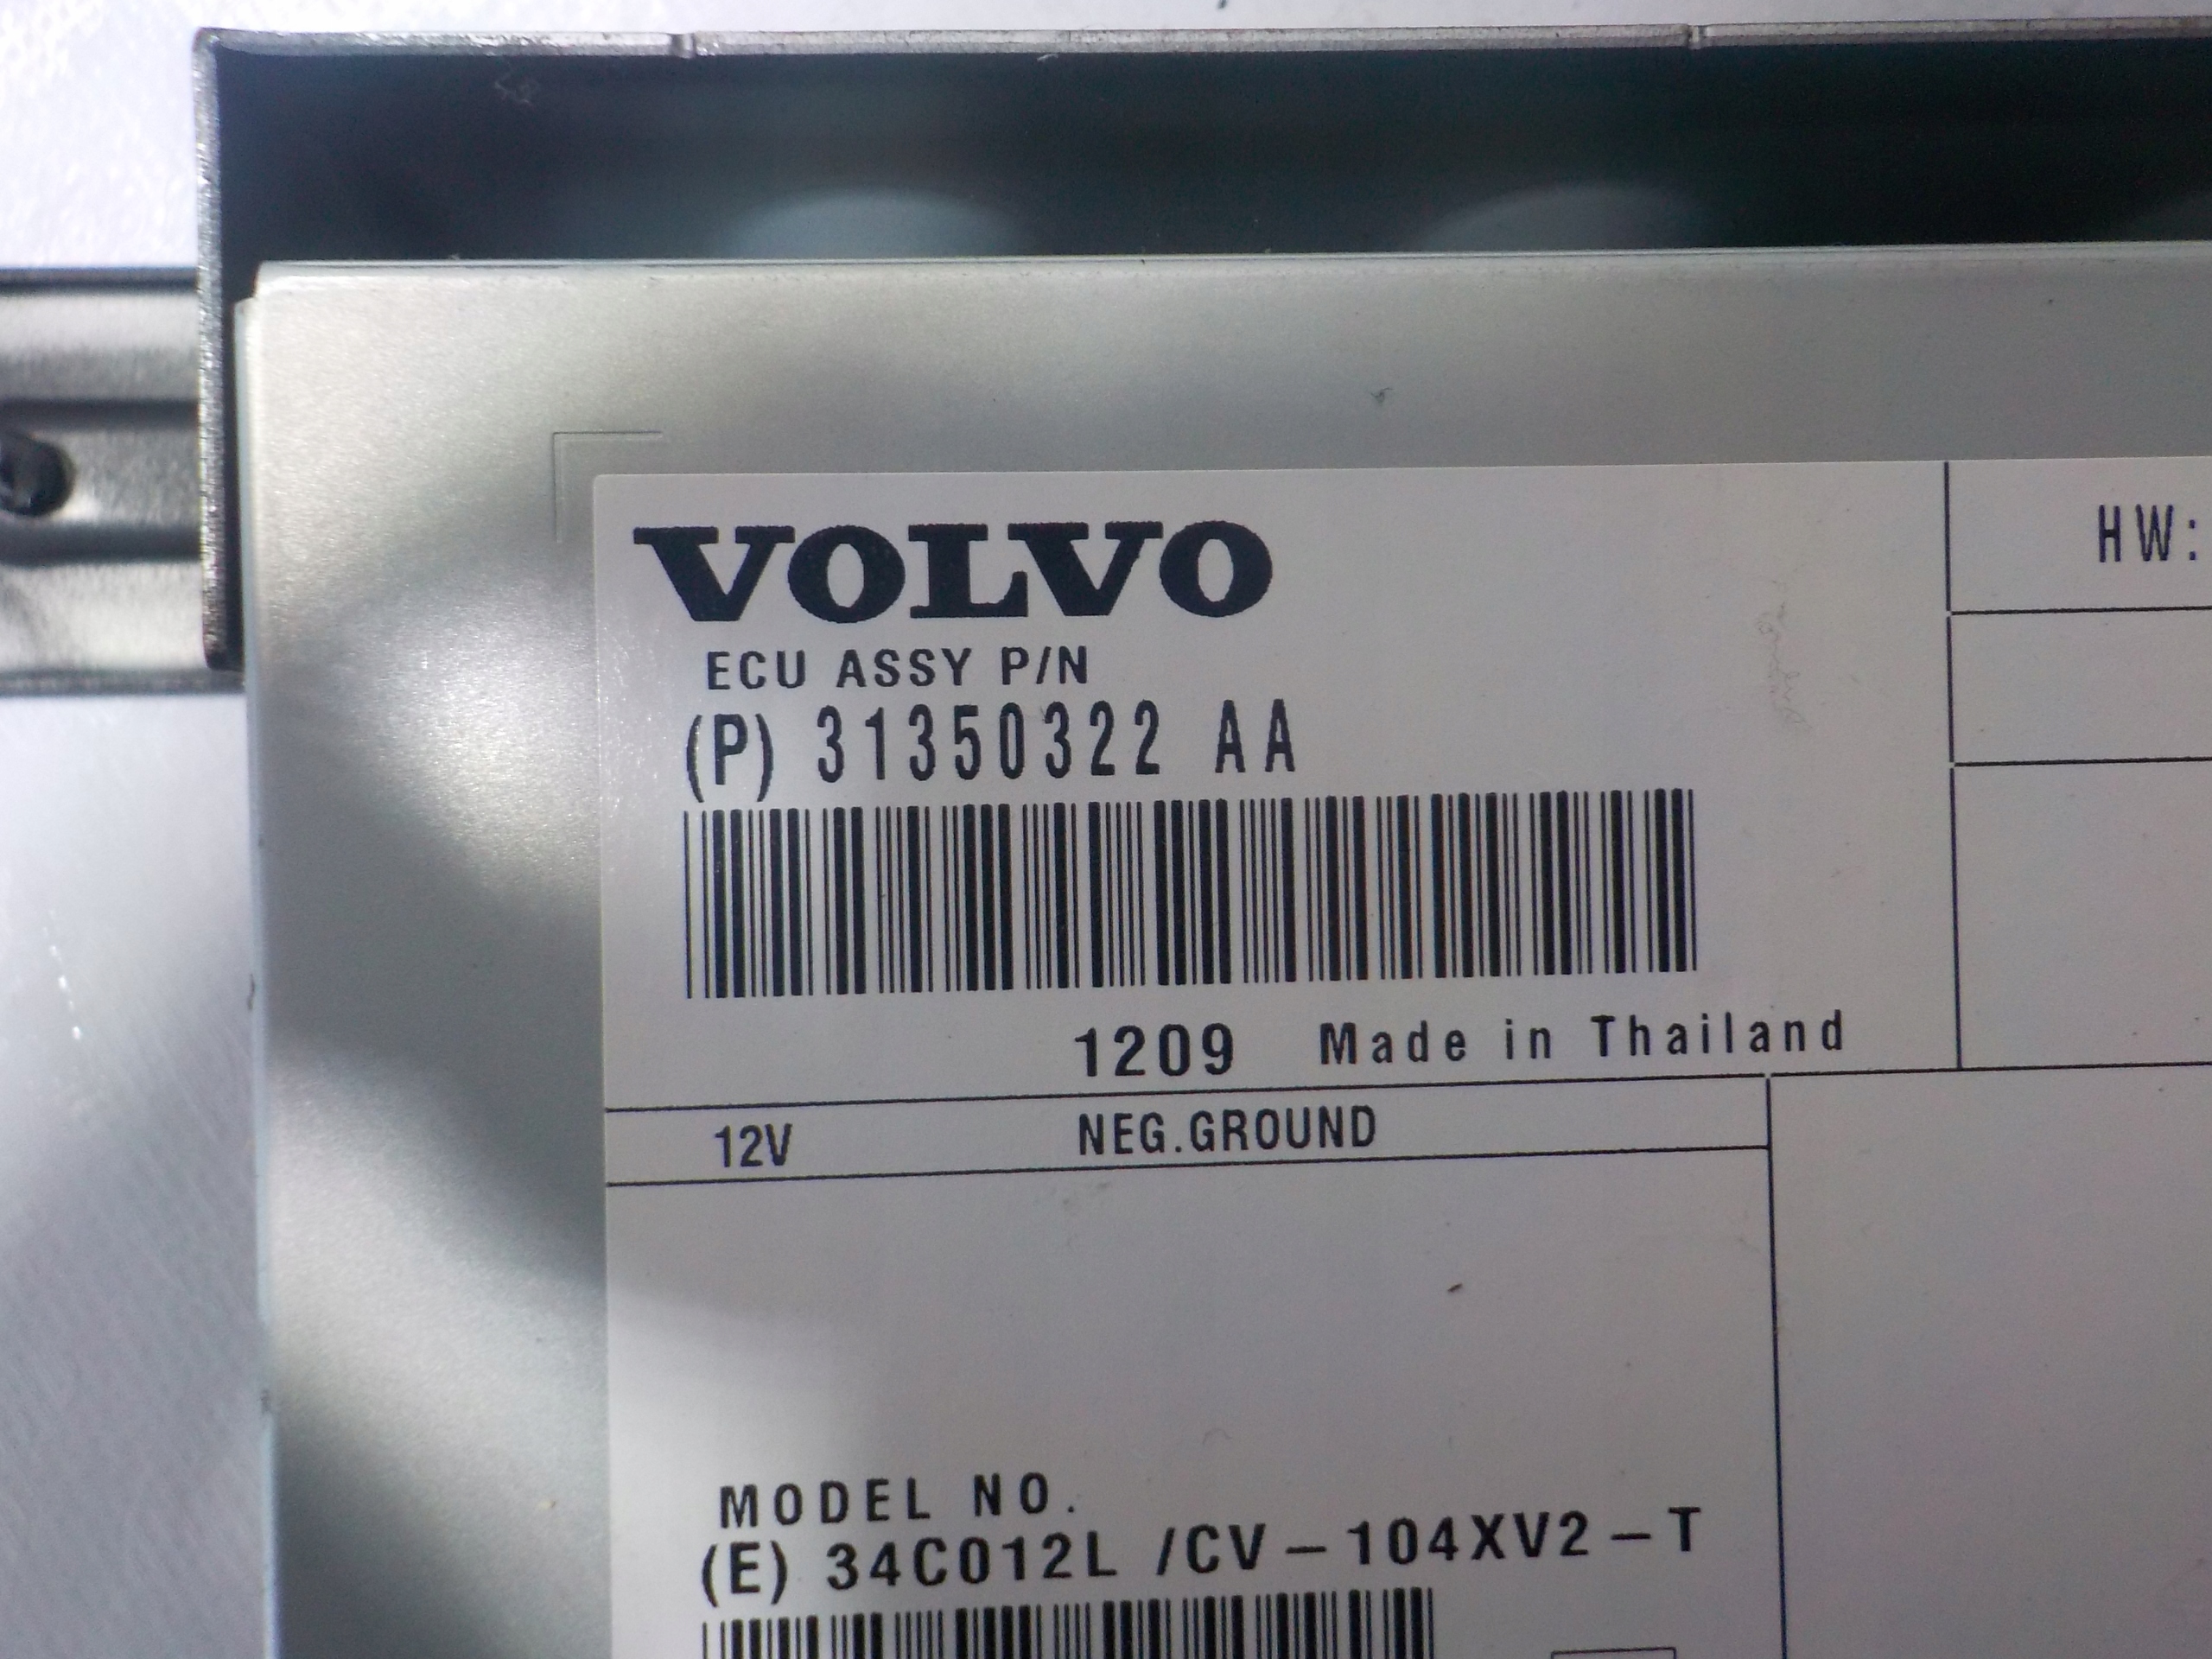 VOLVO
HW:
ECU ASSY P/N
(P) 31350322 AA
1209 Made in Thailand
12V NEG.GROUND
MODEL NO.
(E) 34C012L /CV-104XV2-T